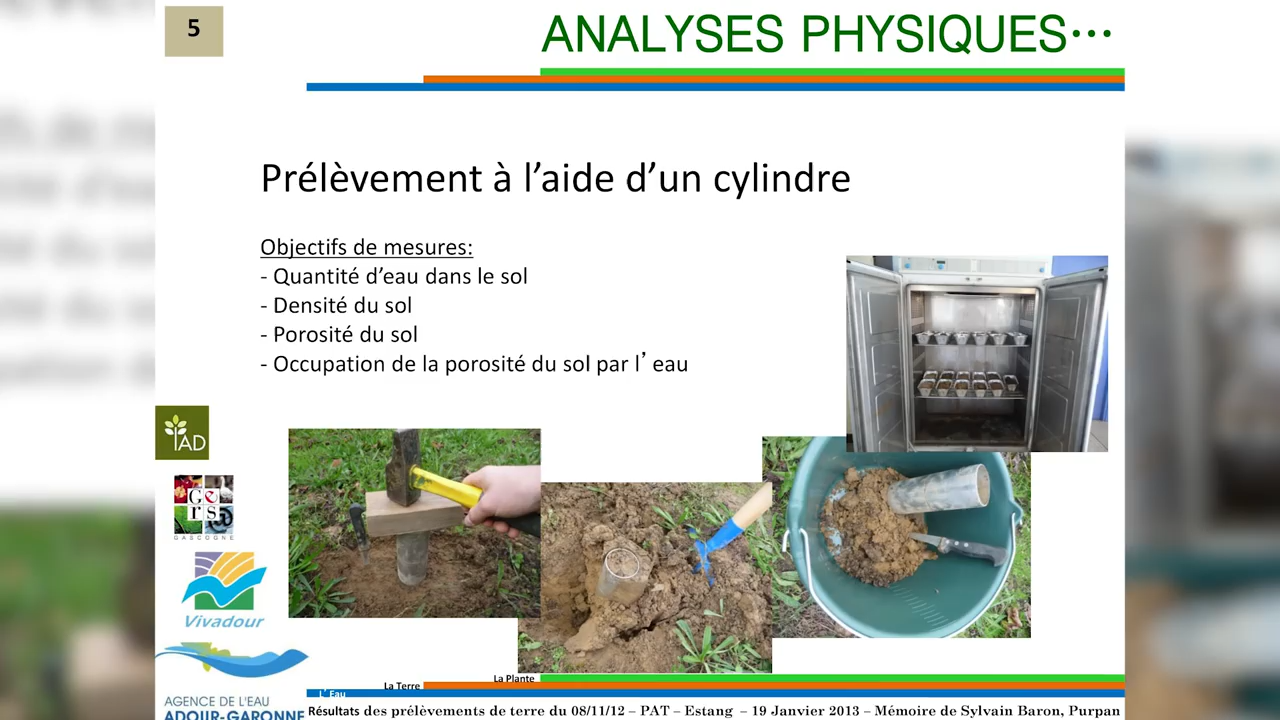 5
ANALYSES PHYSIQUES…
Prélèvement à l’aide d’un cylindre
Objectifs de mesures:
- Quantité d’eau dans le sol
- Densité du sol
- Porosité du sol
- Occupation de la porosité du sol par l’ eau
IAD
Gers
GASCOGNE
Vivadour
AGENCE DE L'EAU
ADOUR-GARONNE
La Plante
La Terre
L’ Eau
Résultats des prélèvements de terre du 08/11/12 – PAT – Estang – 19 Janvier 2013 – Mémoire de Sylvain Baron, Purpan